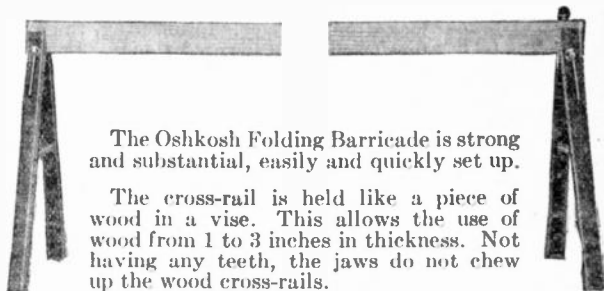 The Oshkosh Folding Barricade is strong
and substantial, easily and quickly set up.
The cross-rail is held like a piece of
wood in a vise. This allows the use of
wood from 1 to 3 inches in thickness. Not
having any teeth, the jaws do not chew
up the wood cross-rails.